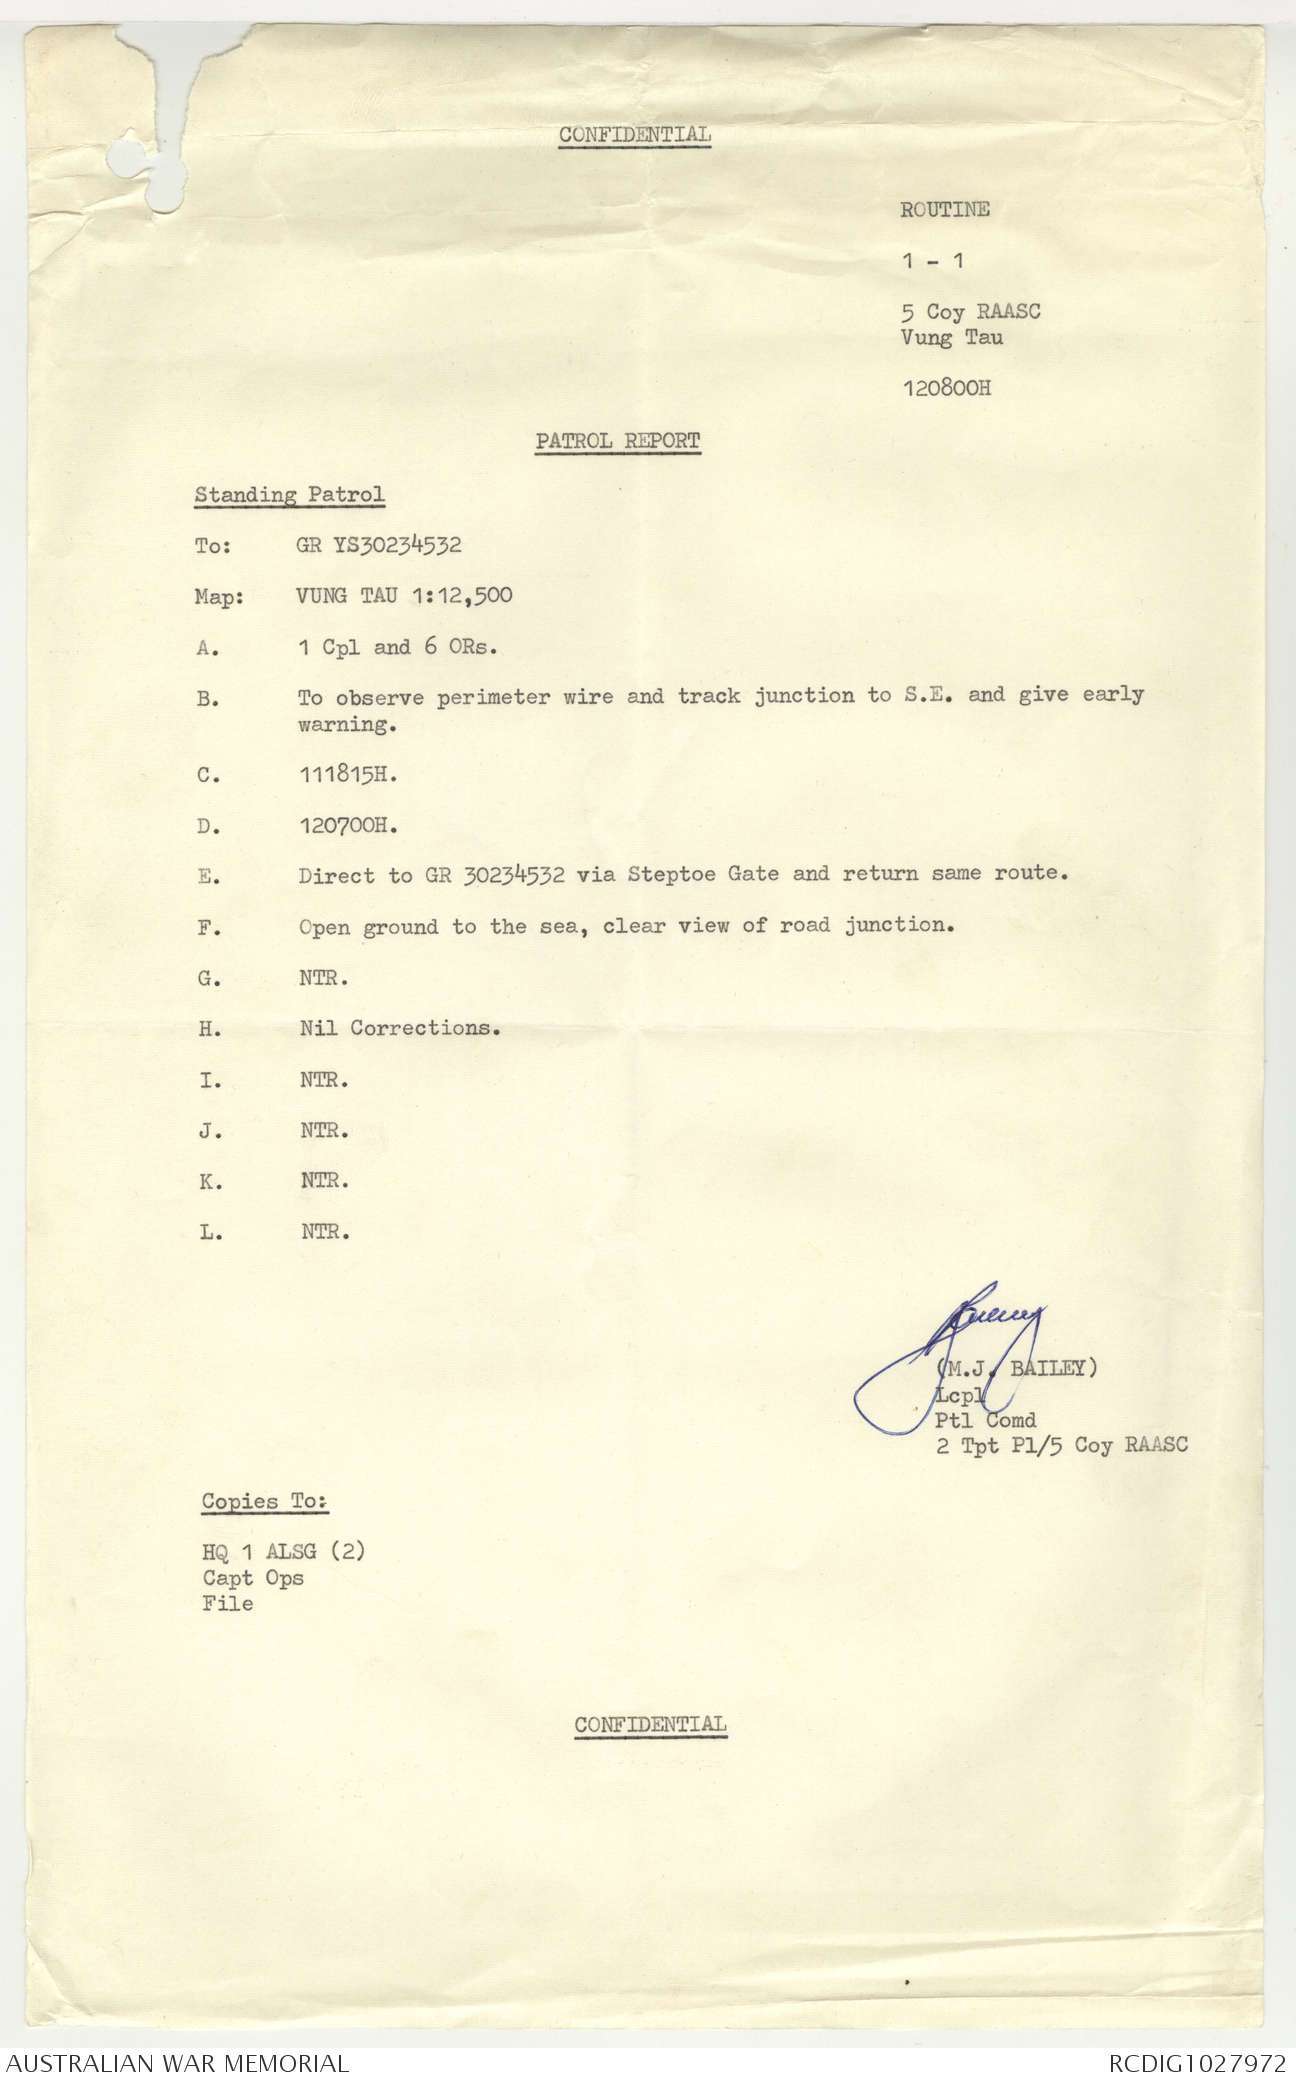 CONFIDENTIAL
ROUTINE
1 - 1
5 Coy RAASC
Vung Tau
120800H
PATROL REPORT
Standing Patrol
To: GR YS30234532
Map: VUNG TAU 1:12,500
A. 1 Cpl and 6 ORs.
B. To observe perimeter wire and track junction to S.E. and give early
warning.
C. 111815H.
D. 120700H.
E. Direct to GR 30234532 via Steptoe Gate and return same route.
F. Open ground to the sea, clear view of road junction.
G. NTR.
H. Nil Corrections.
I. NTR.
J. NTR.
K. NTR.
L. NTR.
(M.J. BAILEY)
Lcpl
Ptl Comd
2 Tpt Pl/5 Coy RAASC
Copies To:
HQ 1 ALSG (2)
Capt Ops
File
CONFIDENTIAL
AUSTRALIAN WAR MEMORIAL RCDIG1027972